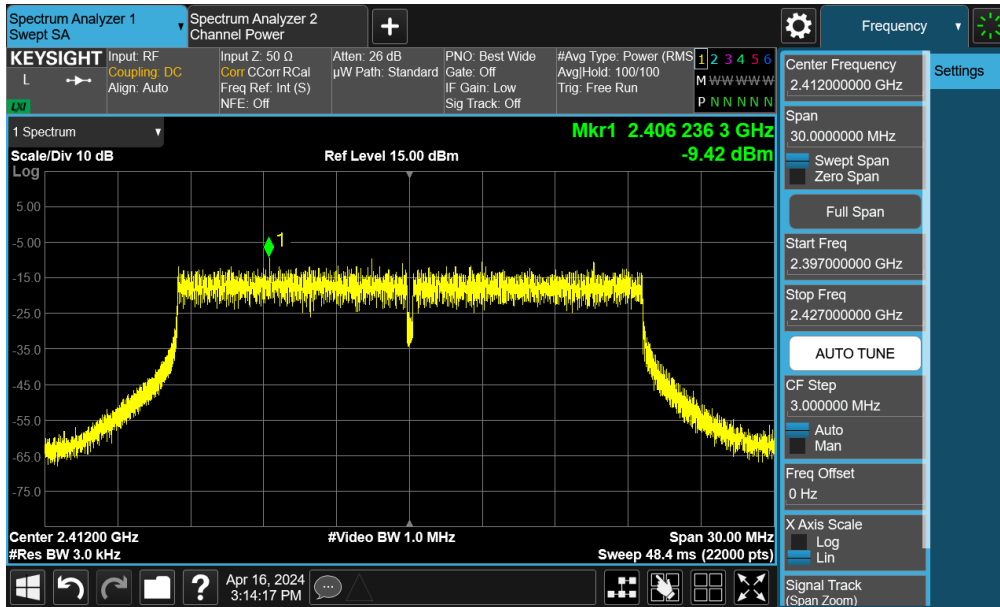 Spectrum Analyzer 1
Swept SA
Spectrum Analyzer 2
Channel Power
Frequency
KEYSIGHT
L
LXI
Input: RF
Coupling: DC
Align: Auto
Input Z: 50 Ω
Corr CCorr RCal
Freq Ref: Int (S)
NFE: Off
Atten: 26 dB
µW Path: Standard
PNO: Best Wide
Gate: Off
IF Gain: Low
Sig Track: Off
#Avg Type: Power (RMS
Avg|Hold: 100/100
Trig: Free Run
1 2 3 4 5 6
M W W W W W
P N N N N N
1 Spectrum
Scale/Div 10 dB
Log
Ref Level 15.00 dBm
Mkr1 2.406 236 3 GHz
-9.42 dBm
5.00
-5.00
-15.0
-25.0
-35.0
-45.0
-55.0
-65.0
-75.0
1
Center 2.41200 GHz
#Res BW 3.0 kHz
#Video BW 1.0 MHz
Span 30.00 MHz
Sweep 48.4 ms (22000 pts)
Center Frequency
2.412000000 GHz
Span
30.0000000 MHz
Swept Span
Zero Span
Full Span
Start Freq
2.397000000 GHz
Stop Freq
2.427000000 GHz
AUTO TUNE
CF Step
3.000000 MHz
Auto
Man
Freq Offset
0 Hz
X Axis Scale
Log
Lin
Signal Track
(Span Zoom)
Settings
?
Apr 16, 2024
3:14:17 PM